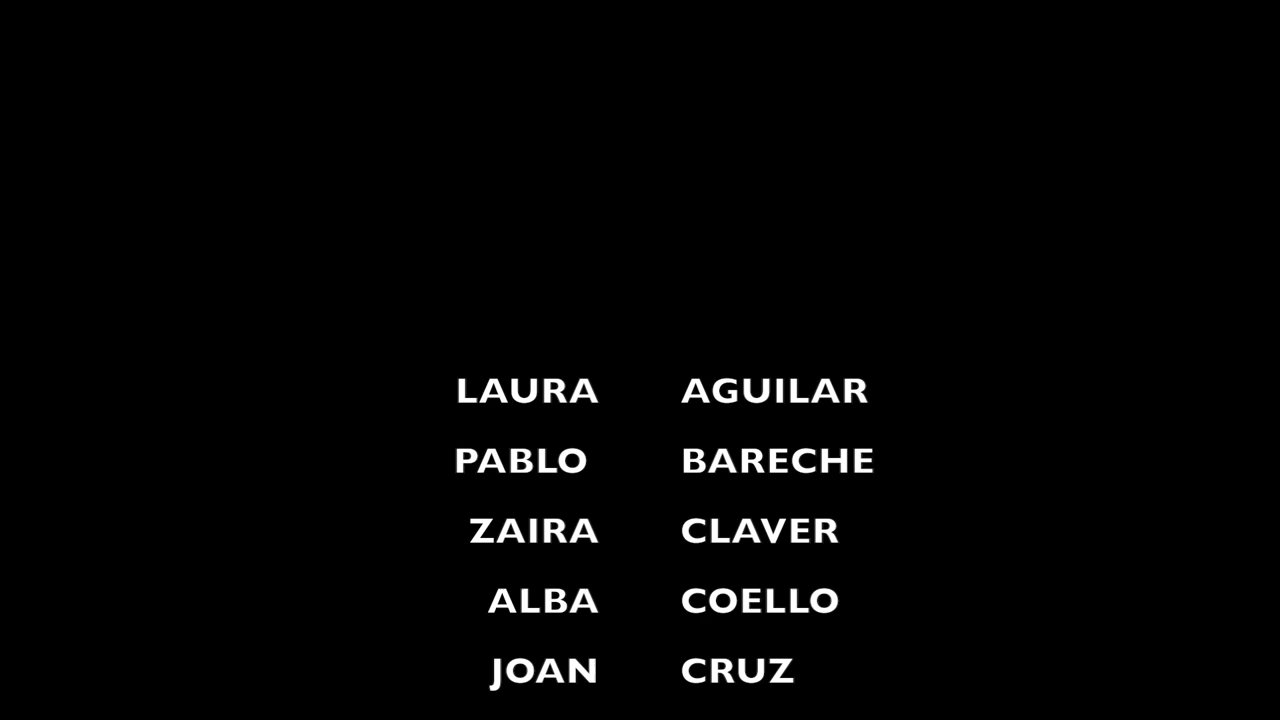 LAURA AGUILAR
PABLO BARECHE
ZAIRA CLAVER
ALBA COELLO
JOAN CRUZ